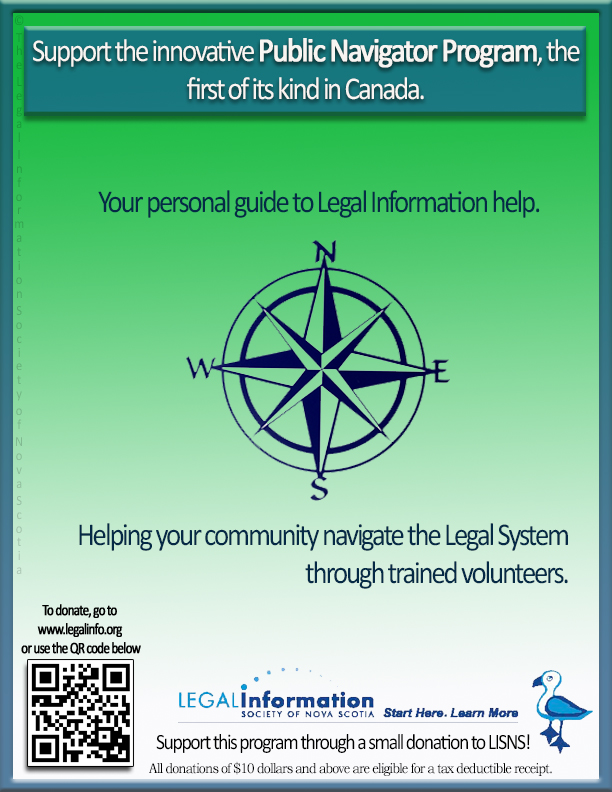 Support the innovative Public Navigator Program, the
first of its kind in Canada.
Your personal guide to Legal Information help.
N
W
E
S
Helping your community navigate the Legal System
through trained volunteers.
To donate, go to
www.legalinfo.org
or use the QR code below
LEGAL Information
SOCIETY OF NOVA SCOTIA
Start Here. Learn More
Support this program through a small donation to LISNS!
All donations of $10 dollars and above are eligible for a tax deductible receipt.
© The Legal Information Society of Nova Scotia